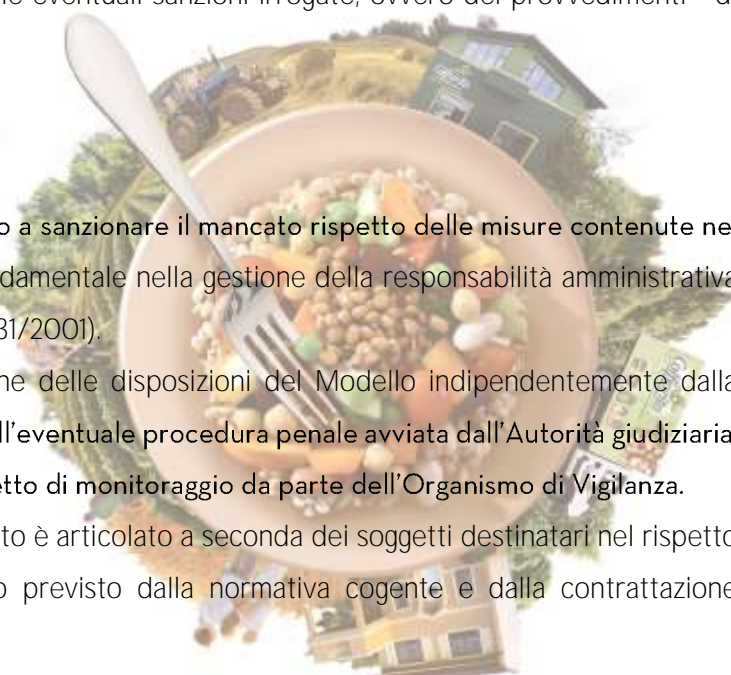 le eventuali sanzioni irrogate, ovvero dei provvedimenti
o a sanzionare il mancato rispetto delle misure contenute ne
damentale nella gestione della responsabilità amministrativa
31/2001).
ne delle disposizioni del Modello indipendentemente dalla
ll'eventuale procedura penale avviata dall'Autorità giudiziaria
etto di monitoraggio da parte dell'Organismo di Vigilanza.
to è articolato a seconda dei soggetti destinatari nel rispetto
o previsto dalla normativa cogente e dalla contrattazione